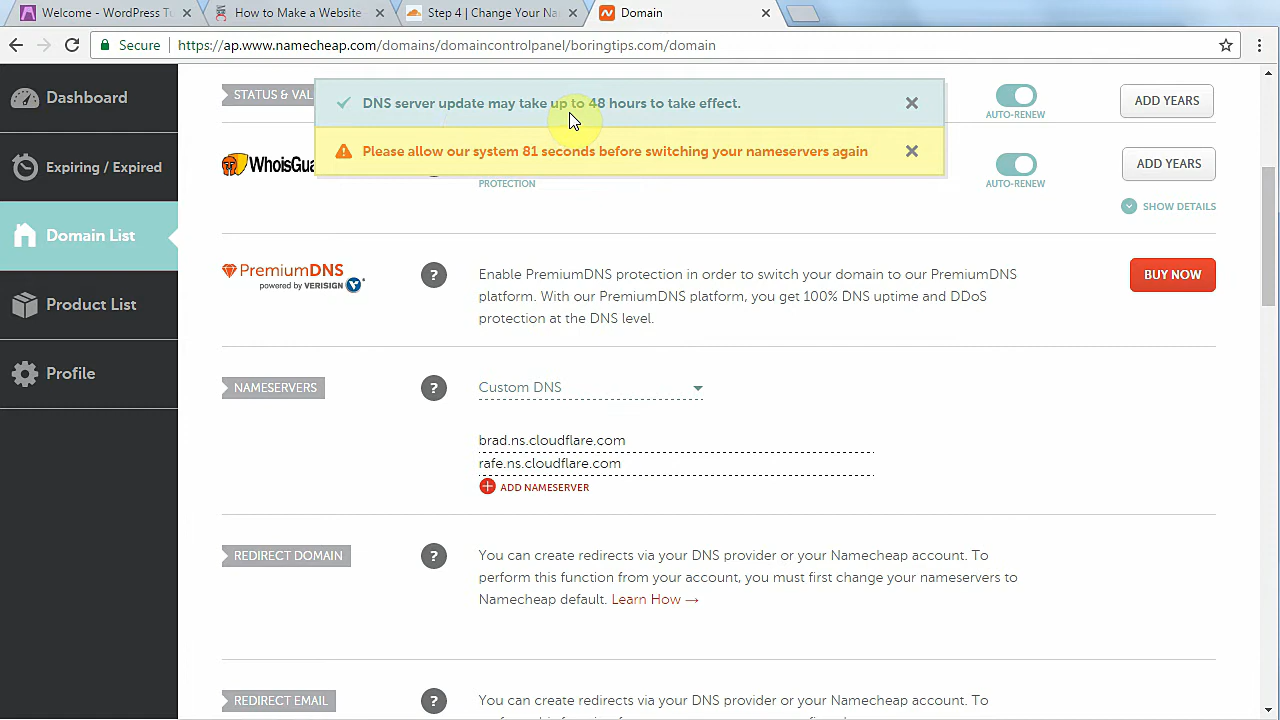 Welcome - WordPress Tu
How to Make a Website
Step 4 | Change Your Na
Domain
Secure
https://ap.www.namecheap.com/domains/domaincontrolpanel/boringtips.com/domain
Dashboard
Expiring / Expired
Domain List
Product List
Profile
STATUS & VAL
DNS server update may take up to 48 hours to take effect.
Please allow our system 81 seconds before switching your nameservers again
AUTO-RENEW
ADD YEARS
WhoisGua
PROTECTION
AUTO-RENEW
ADD YEARS
SHOW DETAILS
PremiumDNS
powered by VERISIGN
?
Enable PremiumDNS protection in order to switch your domain to our PremiumDNS
platform. With our PremiumDNS platform, you get 100% DNS uptime and DDoS
protection at the DNS level.
BUY NOW
NAMESERVERS
?
Custom DNS
brad.ns.cloudflare.com
rafe.ns.cloudflare.com
ADD NAMESERVER
REDIRECT DOMAIN
?
You can create redirects via your DNS provider or your Namecheap account. To
perform this function from your account, you must first change your nameservers to
Namecheap default. Learn How →
REDIRECT EMAIL
?
You can create redirects via your DNS provider or your Namecheap account. To